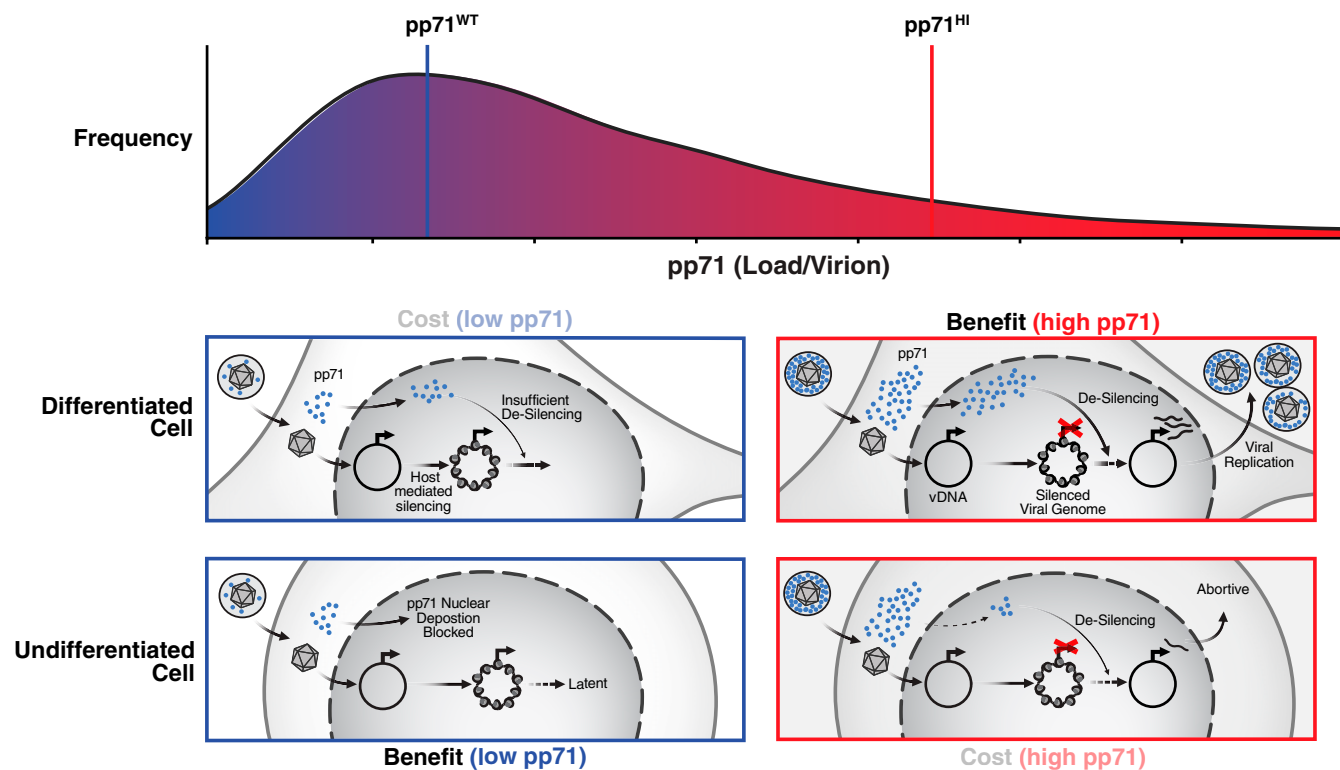 pp71WT
pp71HI
Frequency
pp71 (Load/Virion)
Cost (low pp71)
Benefit (high pp71)
Differentiated
Cell
pp71
Insufficient
De-Silencing
Host
mediated
silencing
pp71
De-Silencing
vDNA
Silenced
Viral Genome
Viral
Replication
Undifferentiated
Cell
pp71 Nuclear
Depostion
Blocked
Latent
De-Silencing
Abortive
Benefit (low pp71)
Cost (high pp71)